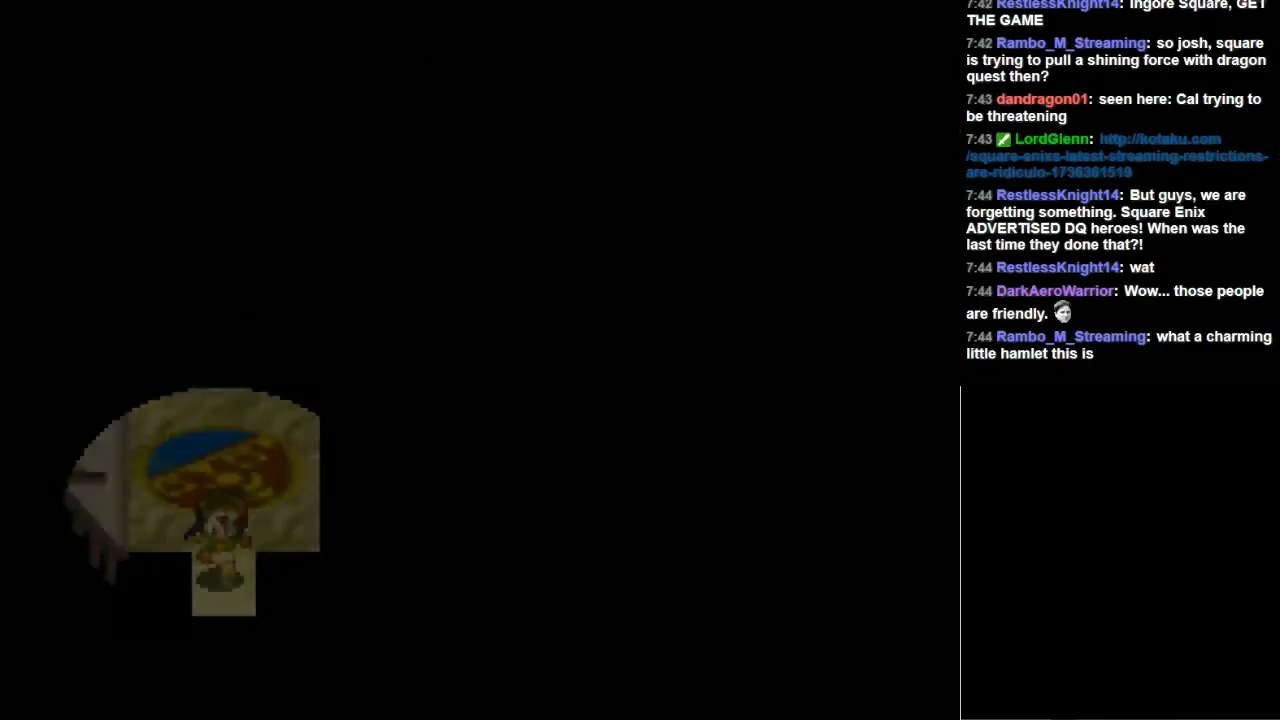 7:42 RestlessKnight14: Ingore Square, GET
THE GAME
7:42 Rambo_M_Streaming: so josh, square
is trying to pull a shining force with dragon
quest then?
7:43 dandragon01: seen here: Cal trying to
be threatening
7:43 LordGlenn: http://kotaku.com
/square-enixs-latest-streaming-restrictions-
are-ridiculo-1736361519
7:44 RestlessKnight14: But guys, we are
forgetting something. Square Enix
ADVERTISED DQ heroes! When was the
last time they done that?!
7:44 RestlessKnight14: wat
7:44 DarkAeroWarrior: Wow... those people
are friendly.
7:44 Rambo_M_Streaming: what a charming
little hamlet this is